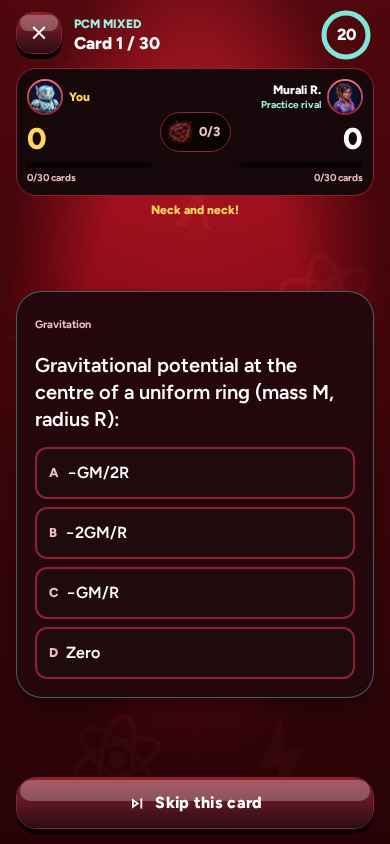 PCM MIXED
Card 1 / 30
20
You
Murali R.
Practice rival
0
0/3
0
0/30 cards
0/30 cards
Neck and neck!
Gravitation
Gravitational potential at the
centre of a uniform ring (mass M,
radius R):
A −GM/2R
B −2GM/R
C −GM/R
D Zero
Skip this card